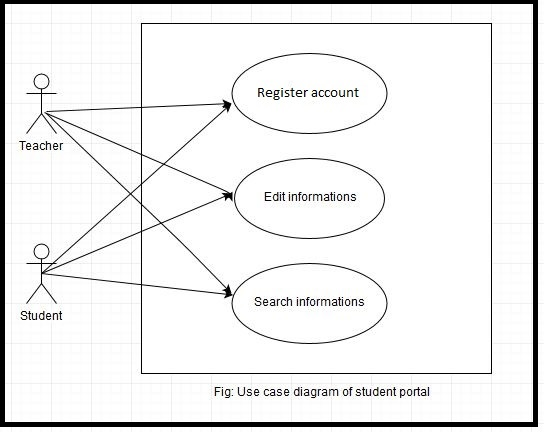 Register account
Teacher
Edit informations
Search informations
Student
Fig: Use case diagram of student portal